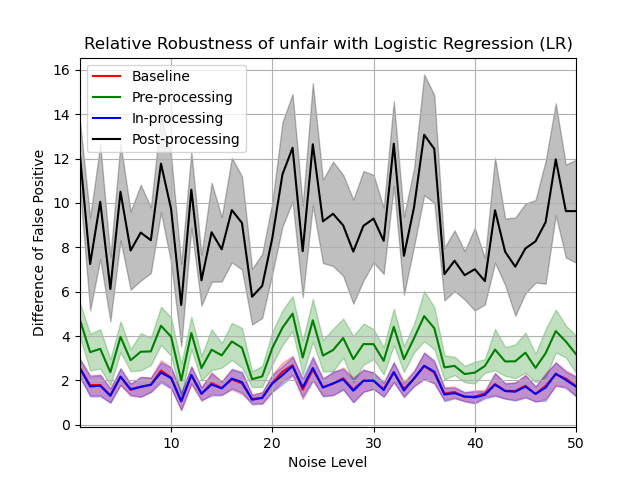 Relative Robustness of unfair with Logistic Regression (LR)
Baseline
Pre-processing
In-processing
Post-processing
Difference of False Positive
16
14
12
10
8
6
4
2
0
10
20
30
40
50
Noise Level